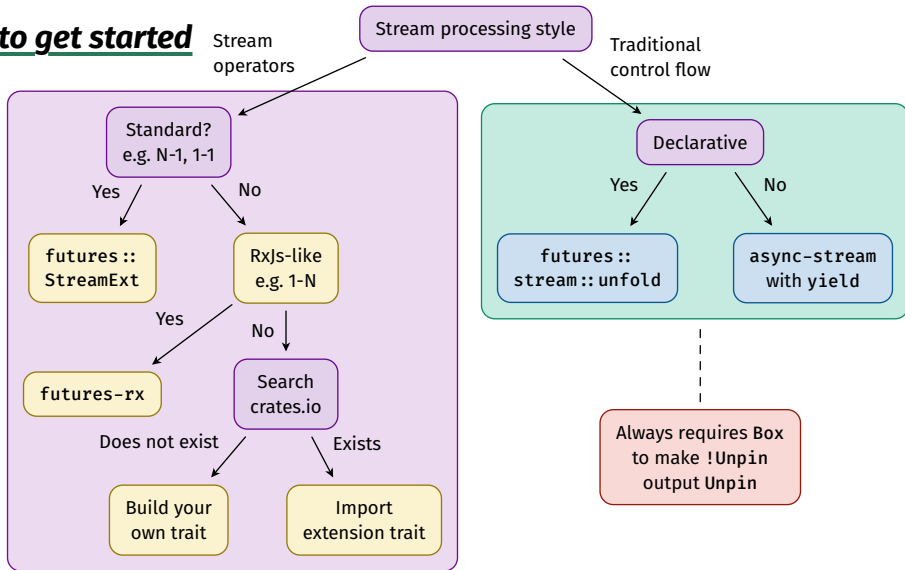 to get started
Stream processing style
Stream
operators
Traditional
control flow
Standard?
e.g. N-1, 1-1
Yes
No
futures::
StreamExt
RxJs-like
e.g. 1-N
Yes
No
futures-rx
Search
crates.io
Does not exist
Exists
Build your
own trait
Import
extension trait
Declarative
Yes
No
futures::
stream::unfold
async-stream
with yield
Always requires Box
to make !Unpin
output Unpin